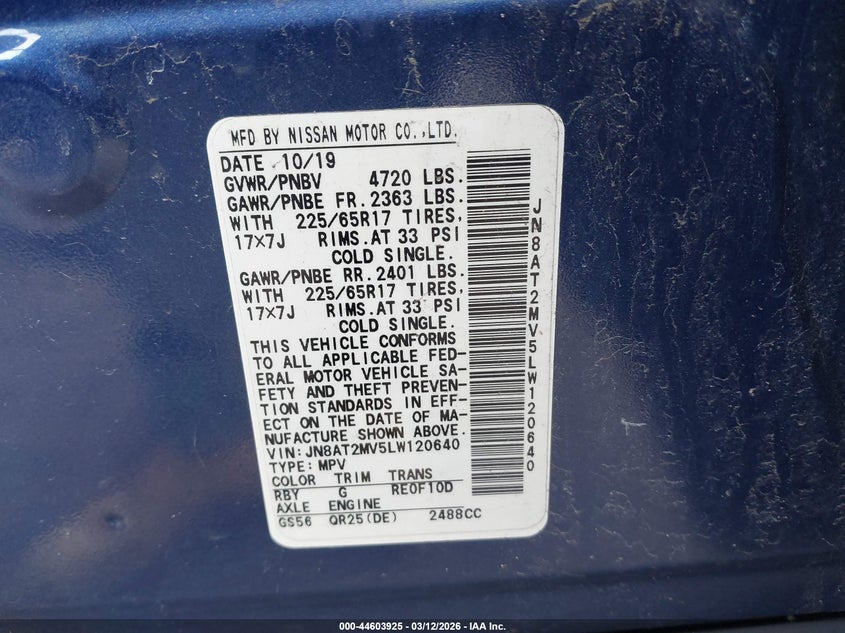 MFD BY NISSAN MOTOR CO.,LTD.
DATE 10/19
GVWR/PNBV 4720 LBS.
GAWR/PNBE FR. 2363 LBS.
WITH 225/65R17 TIRES,
17×7J RIMS.AT 33 PSI
COLD SINGLE.
GAWR/PNBE RR. 2401 LBS.
WITH 225/65R17 TIRES,
17×7J RIMS.AT 33 PSI
COLD SINGLE.
THIS VEHICLE CONFORMS
TO ALL APPLICABLE FED-
ERAL MOTOR VEHICLE SA-
FETY AND THEFT PREVEN-
TION STANDARDS IN EFF-
ECT ON THE DATE OF MA-
NUFACTURE SHOWN ABOVE.
VIN: JN8AT2MV5LW120640
TYPE: MPV
COLOR TRIM TRANS
RBY G RE0F10D
AXLE ENGINE
GS56 QR25(DE) 2488CC
JN8AT2MV5LW120640
000-44603925 - 03/12/2026 - IAA Inc.